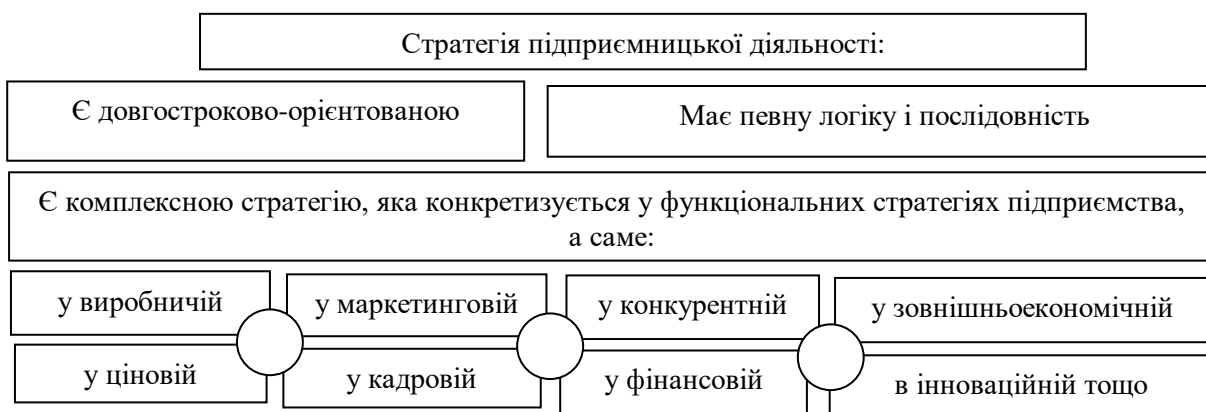 Стратегія підприємницької діяльності:
Є довгостроково-орієнтованою
Має певну логіку і послідовність
Є комплексною стратегію, яка конкретизується у функціональних стратегіях підприємства,
а саме:
у виробничій
у маркетинговій
у конкурентній
у зовнішньоекономічній
у ціновій
у кадровій
у фінансовій
в інноваційній тощо